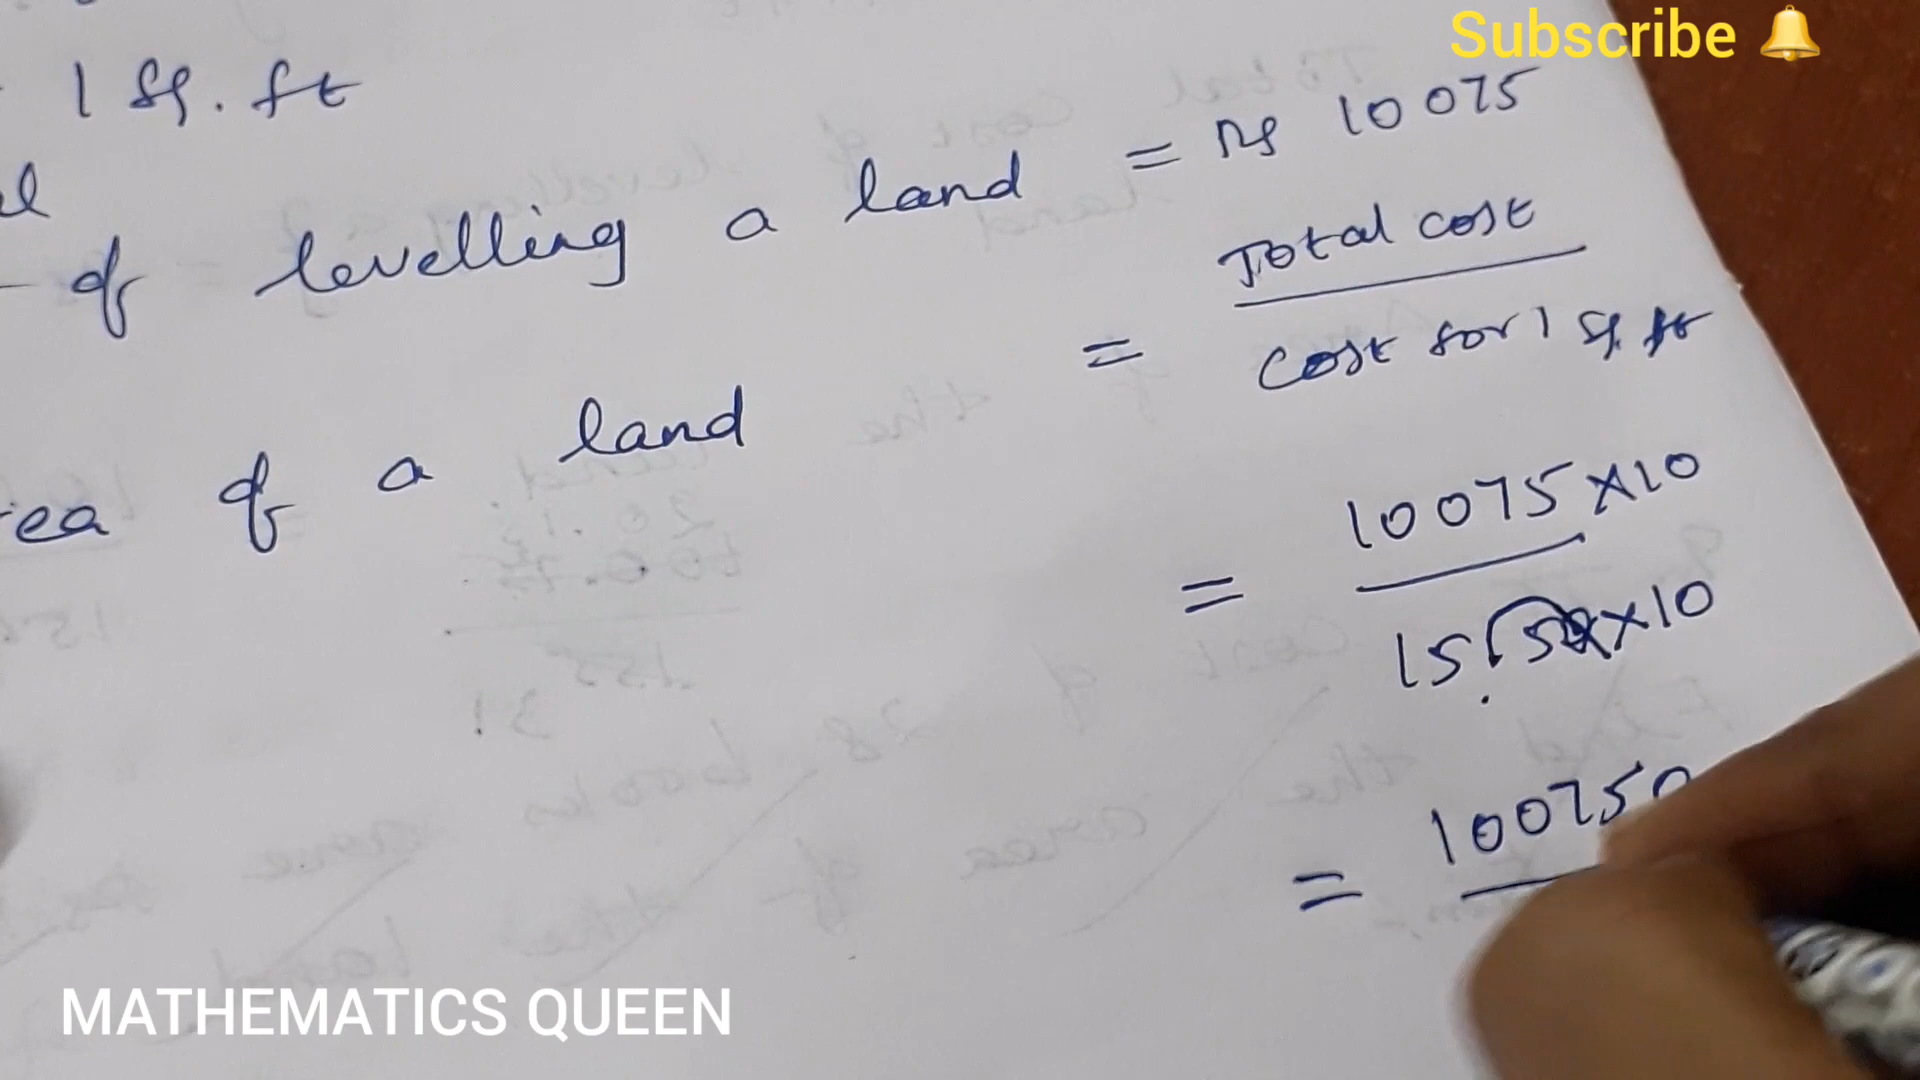 Subscribe 🔔
1 sq. ft
of levelling a land = Rs 10075
ea of a land = Total cost / Cost for 1 sq. ft
= 10075 × 10 / 15.50 × 10
= 100750
MATHEMATICS QUEEN